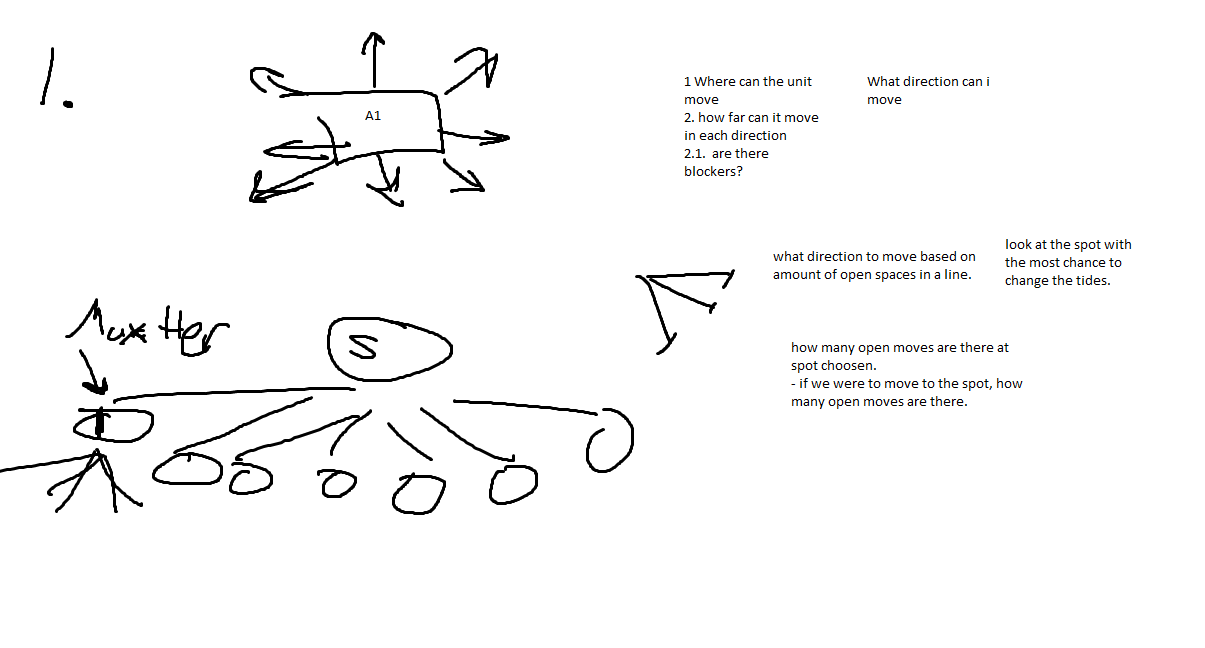 1.
A1
1 Where can the unit
move
2. how far can it move
in each direction
2.1. are there
blockers?
What direction can i
move
what direction to move based on
amount of open spaces in a line.
look at the spot with
the most chance to
change the tides.
how many open moves are there at
spot choosen.
- if we were to move to the spot, how
many open moves are there.
S